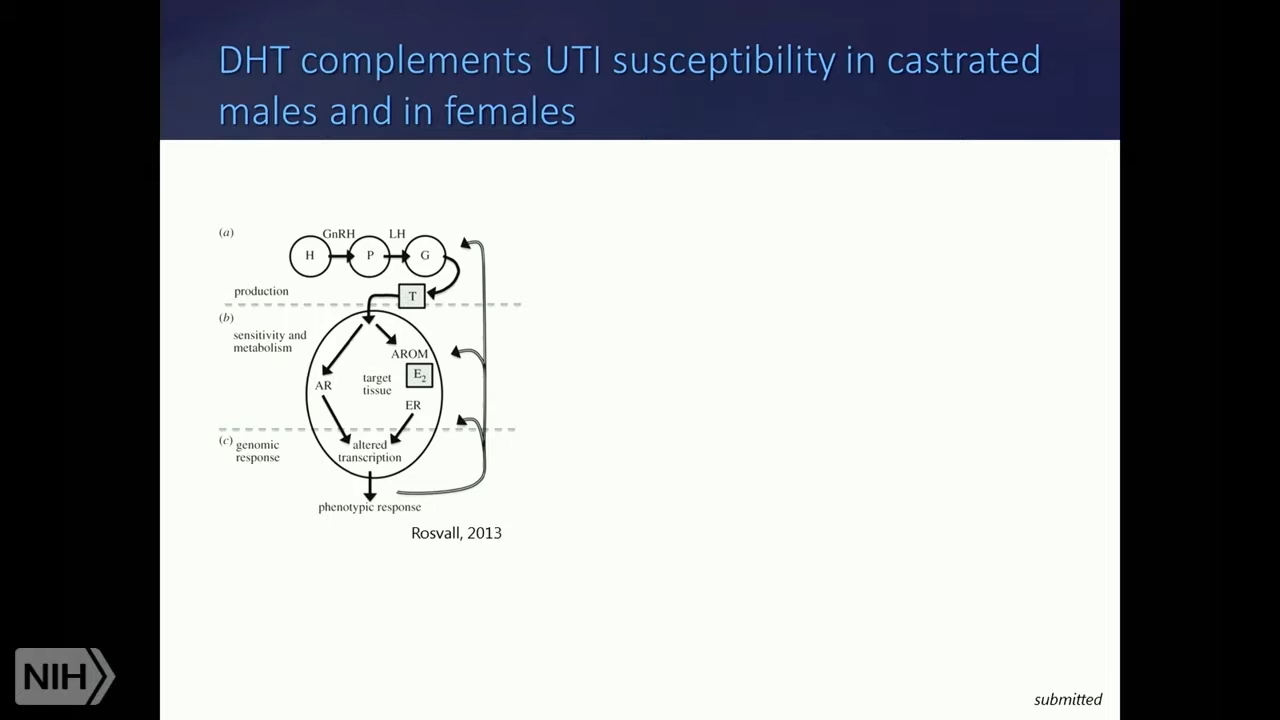 DHT complements UTI susceptibility in castrated
males and in females
(a)
GnRH
LH
H
P
G
production
T
(b)
sensitivity and
metabolism
AROM
AR
target
tissue
E2
ER
(c) genomic
response
altered
transcription
phenotypic response
Rosvall, 2013
NIH
submitted